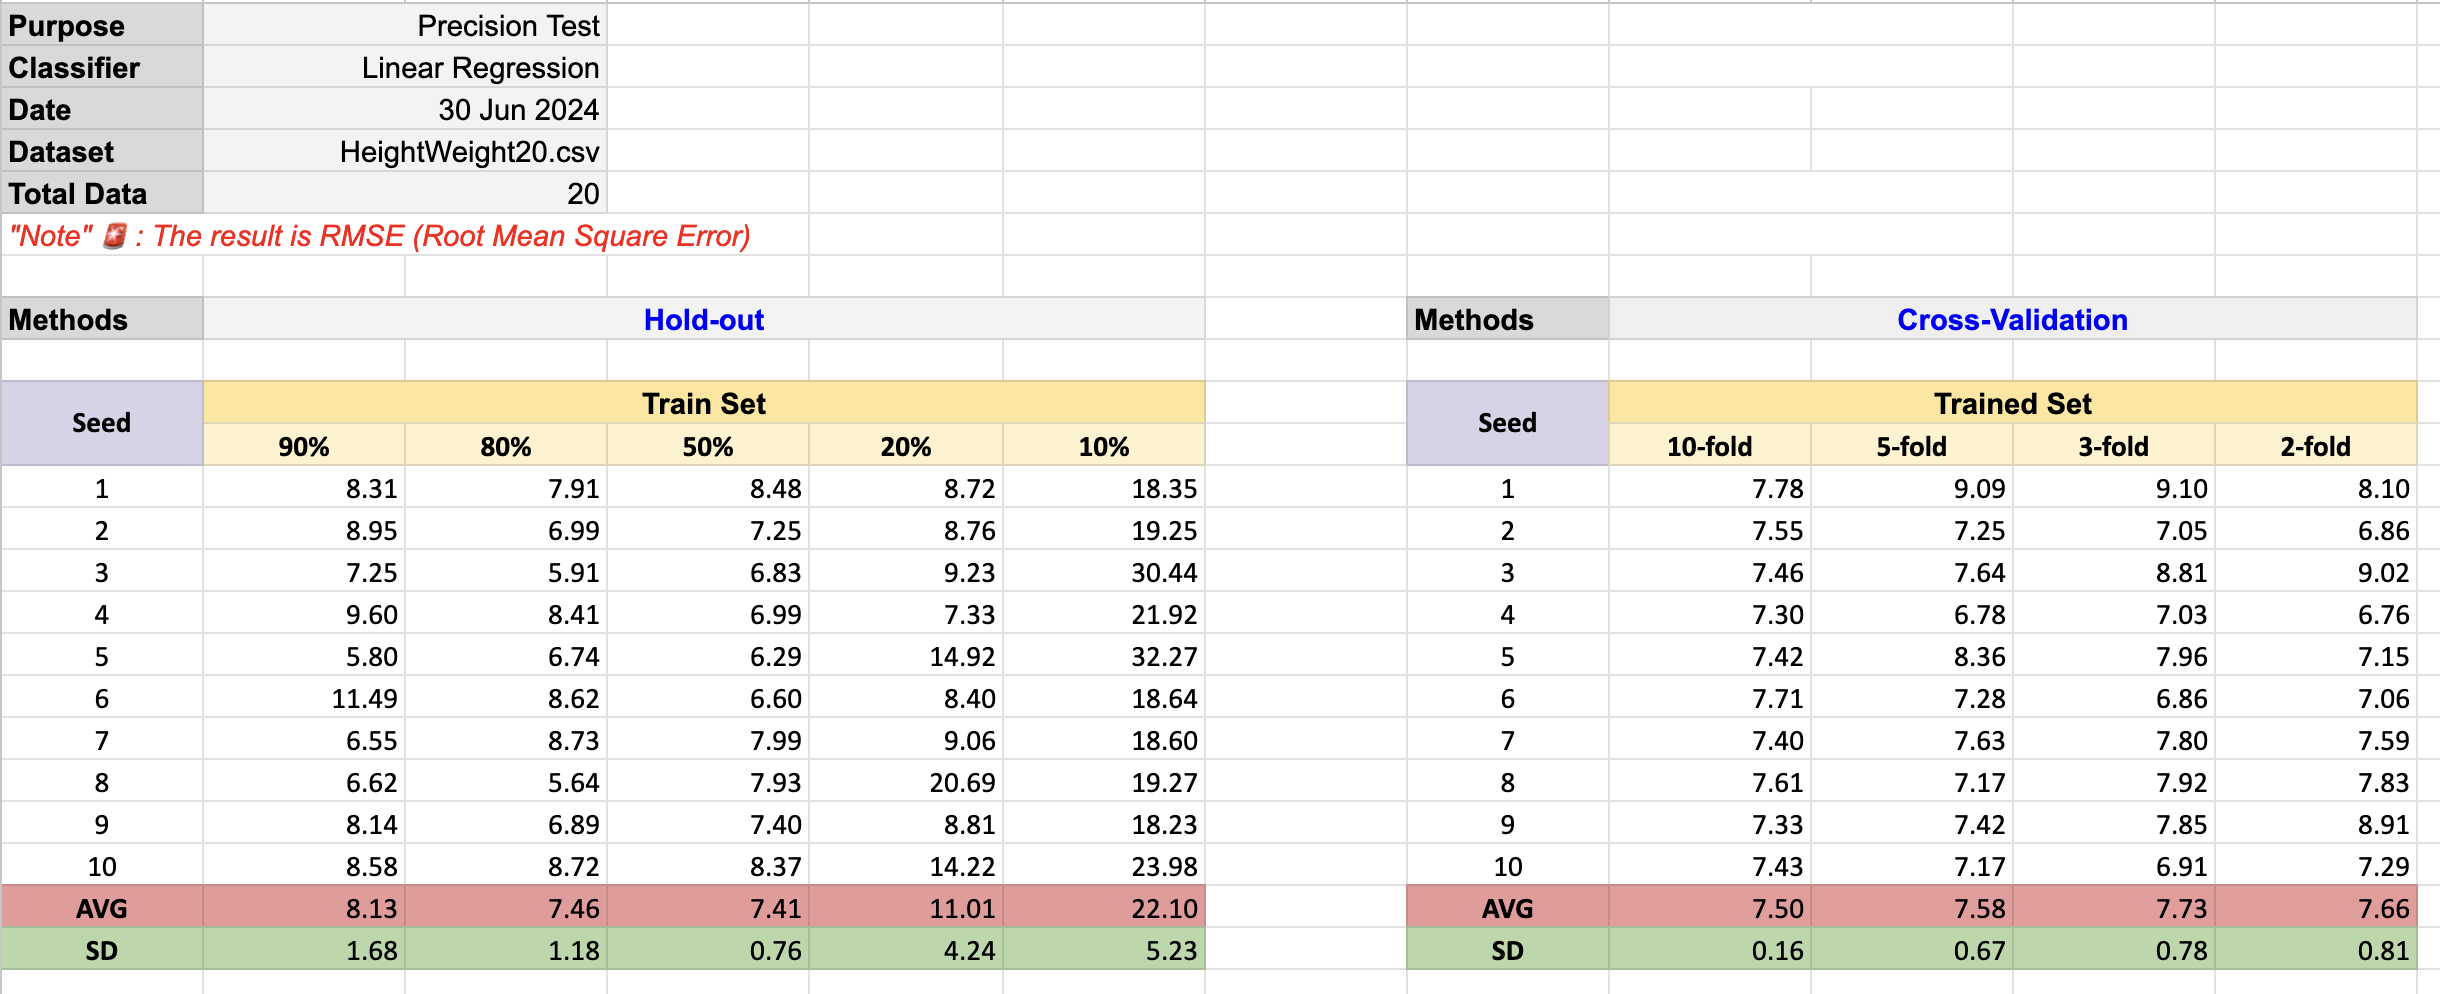 Purpose Precision Test
Classifier Linear Regression
Date 30 Jun 2024
Dataset HeightWeight20.csv
Total Data 20
"Note" 🚨 : The result is RMSE (Root Mean Square Error)
Methods Hold-out Methods Cross-Validation
Seed Train Set Seed Trained Set
90% 80% 50% 20% 10% 10-fold 5-fold 3-fold 2-fold
1 8.31 7.91 8.48 8.72 18.35 1 7.78 9.09 9.10 8.10
2 8.95 6.99 7.25 8.76 19.25 2 7.55 7.25 7.05 6.86
3 7.25 5.91 6.83 9.23 30.44 3 7.46 7.64 8.81 9.02
4 9.60 8.41 6.99 7.33 21.92 4 7.30 6.78 7.03 6.76
5 5.80 6.74 6.29 14.92 32.27 5 7.42 8.36 7.96 7.15
6 11.49 8.62 6.60 8.40 18.64 6 7.71 7.28 6.86 7.06
7 6.55 8.73 7.99 9.06 18.60 7 7.40 7.63 7.80 7.59
8 6.62 5.64 7.93 20.69 19.27 8 7.61 7.17 7.92 7.83
9 8.14 6.89 7.40 8.81 18.23 9 7.33 7.42 7.85 8.91
10 8.58 8.72 8.37 14.22 23.98 10 7.43 7.17 6.91 7.29
AVG 8.13 7.46 7.41 11.01 22.10 AVG 7.50 7.58 7.73 7.66
SD 1.68 1.18 0.76 4.24 5.23 SD 0.16 0.67 0.78 0.81